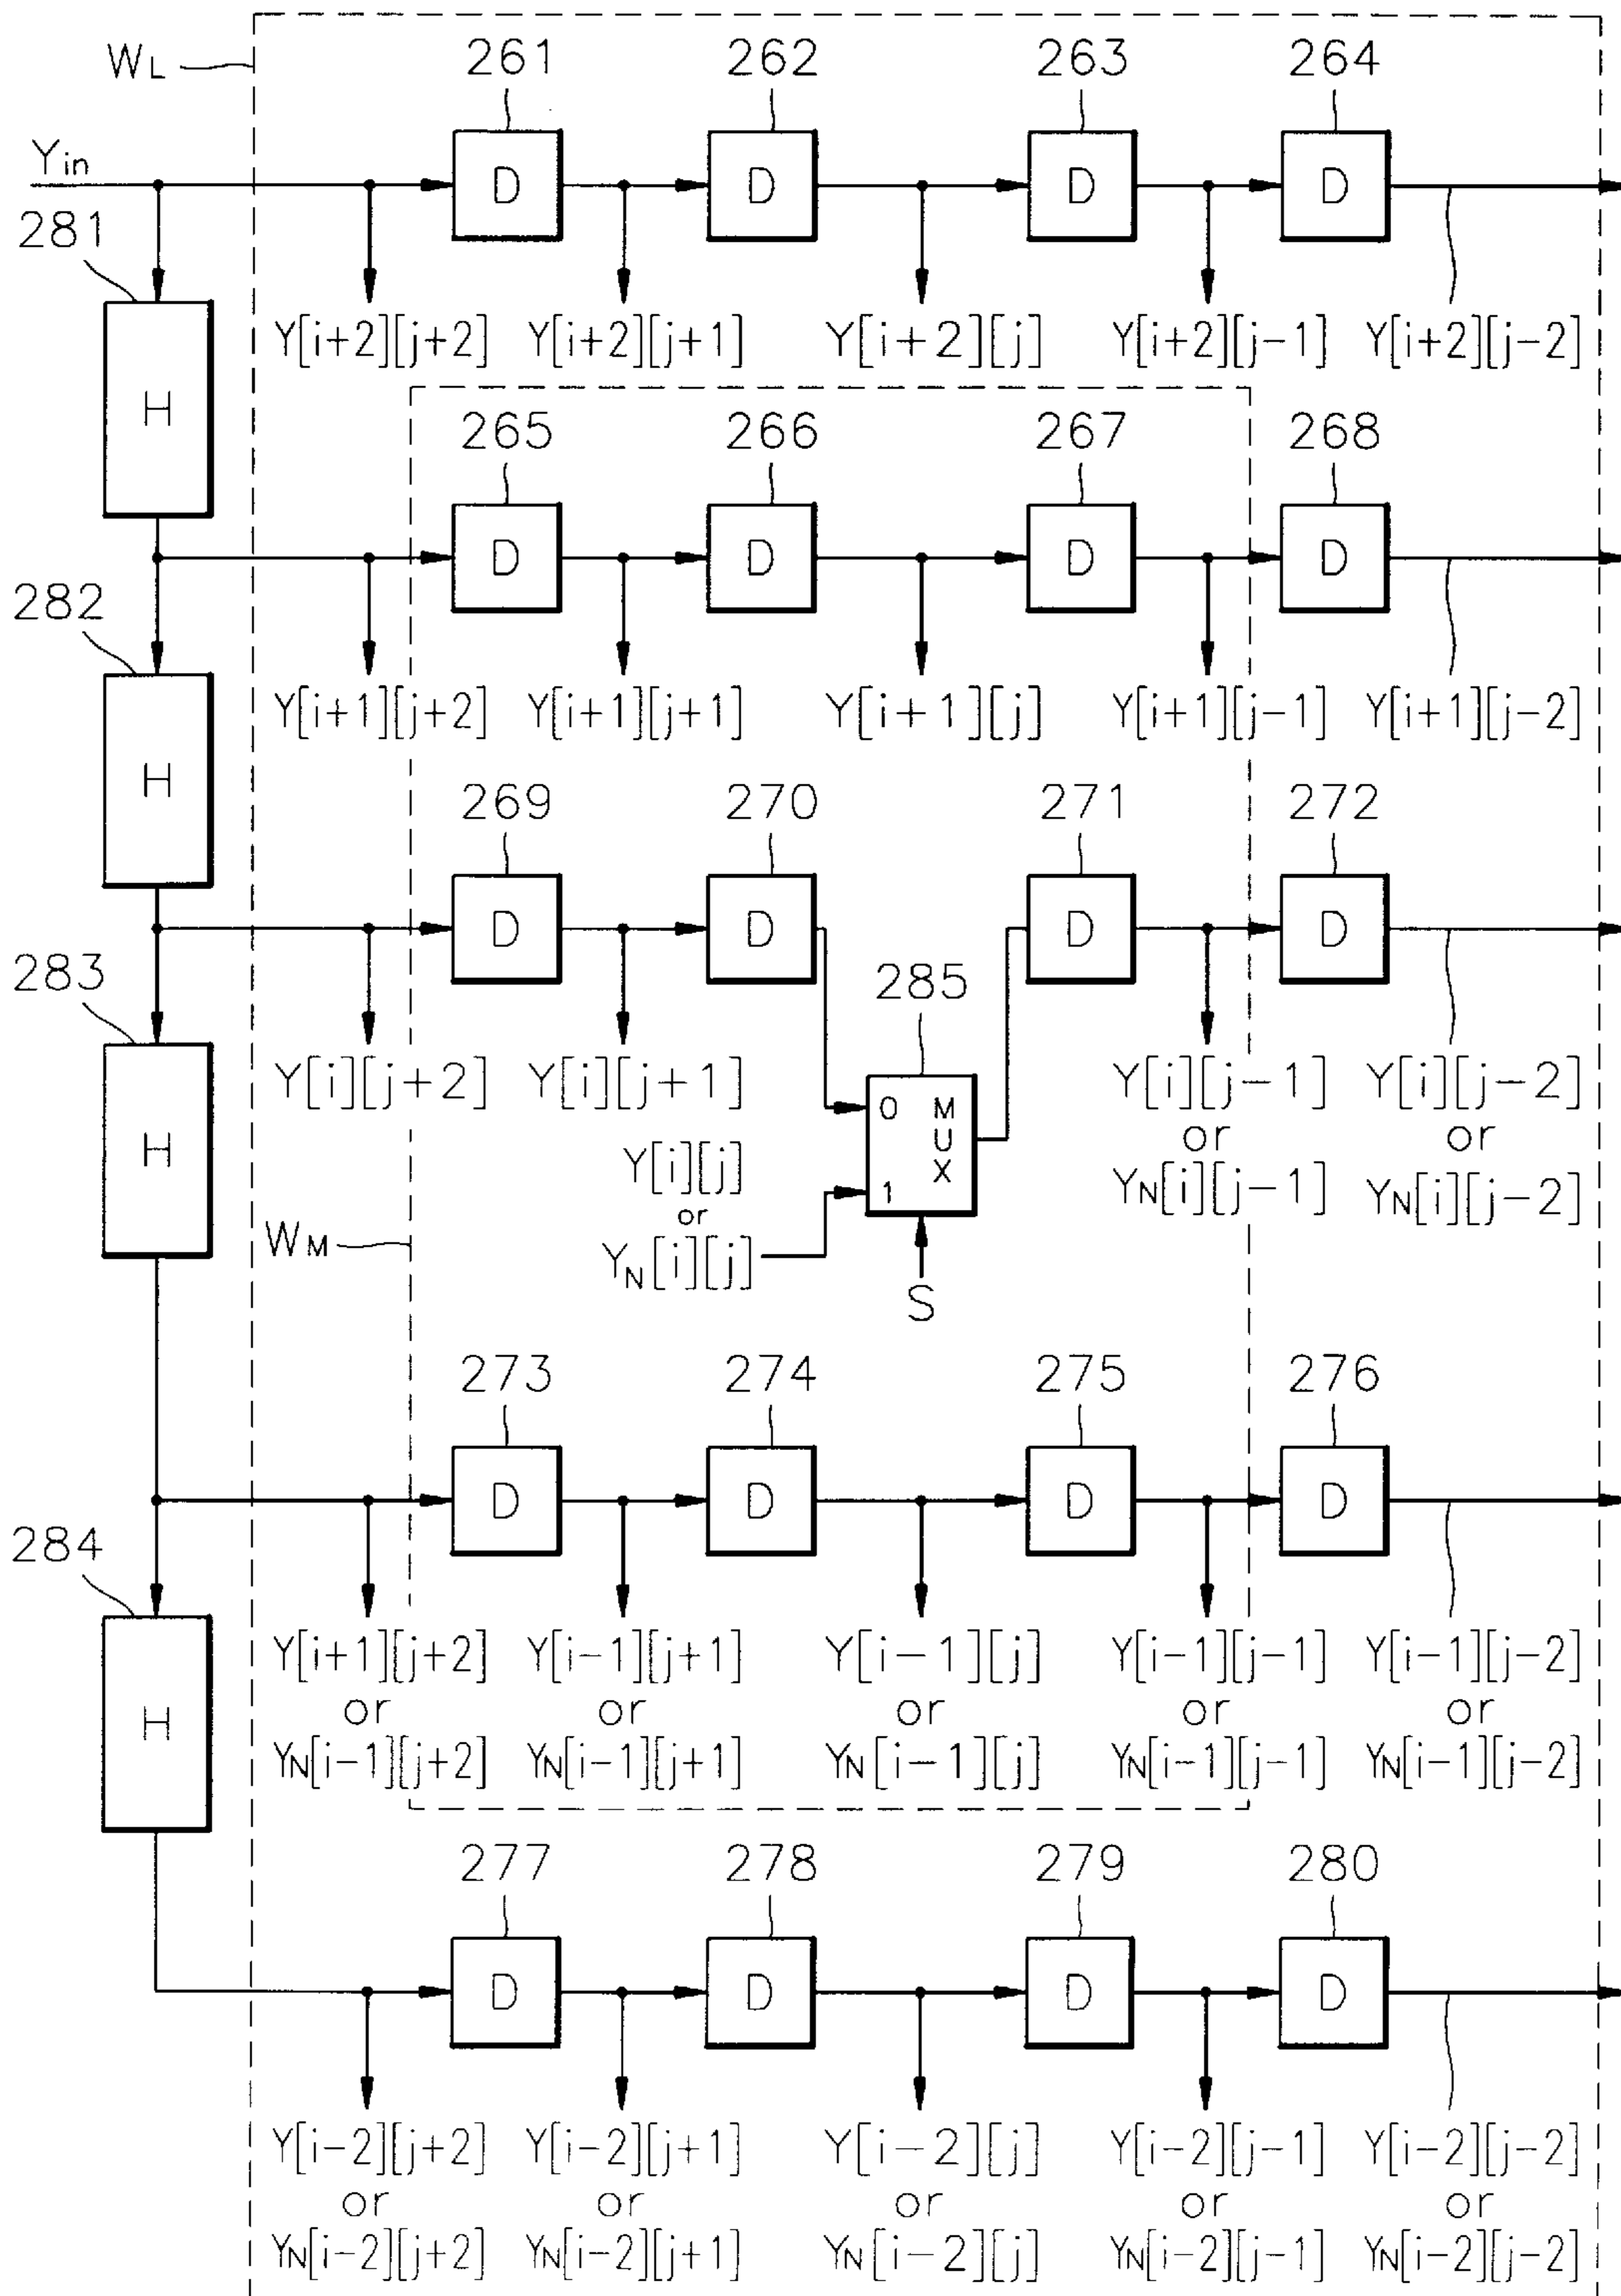 WL
261 262 263 264
Yin
D D D D
281
Y[i+2][j+2] Y[i+2][j+1] Y[i+2][j] Y[i+2][j-1] Y[i+2][j-2]
H
265 266 267 268
D D D D
282
Y[i+1][j+2] Y[i+1][j+1] Y[i+1][j] Y[i+1][j-1] Y[i+1][j-2]
H
269 270 271 272
D D D D
283
285
Y[i][j+2] Y[i][j+1] Y[i][j-1] Y[i][j-2]
or or
YN[i][j-1] YN[i][j-2]
H
0 MUX
1
Y[i][j]
or
YN[i][j]
WM
S
273 274 275 276
D D D D
284
Y[i+1][j+2] Y[i-1][j+1] Y[i-1][j] Y[i-1][j-1] Y[i-1][j-2]
or or or or or
YN[i-1][j+2] YN[i-1][j+1] YN[i-1][j] YN[i-1][j-1] YN[i-1][j-2]
H
277 278 279 280
D D D D
Y[i-2][j+2] Y[i-2][j+1] Y[i-2][j] Y[i-2][j-1] Y[i-2][j-2]
or or or or or
YN[i-2][j+2] YN[i-2][j+1] YN[i-2][j] YN[i-2][j-1] YN[i-2][j-2]